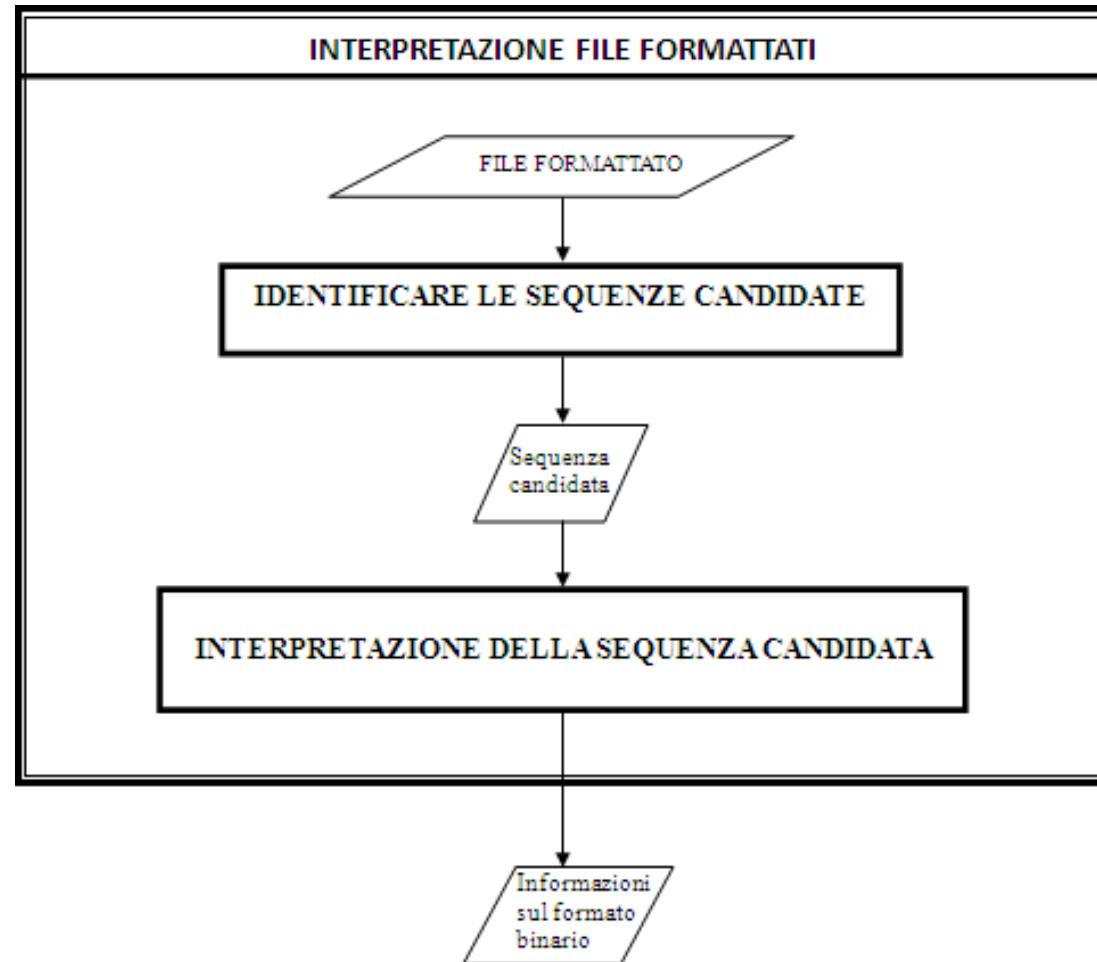 INTERPRETAZIONE FILE FORMATTATI
FILE FORMATTATO
IDENTIFICARE LE SEQUENZE CANDIDATE
Sequenza
candidata
INTERPRETAZIONE DELLA SEQUENZA CANDIDATA
Informazioni
sul formato
binario